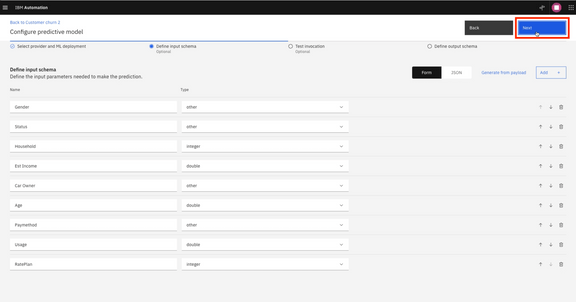 IBM Automation
Back to Customer churn 2
Configure predictive model
Back
Next
Select provider and ML deployment
Define input schema
Optional
Test invocation
Optional
Define output schema
Define input schema
Define the input parameters needed to make the prediction.
Form
JSON
Generate from payload
Add +
Name Type
Gender other
Status other
Household integer
Est Income double
Car Owner other
Age double
Paymethod other
Usage double
RatePlan integer